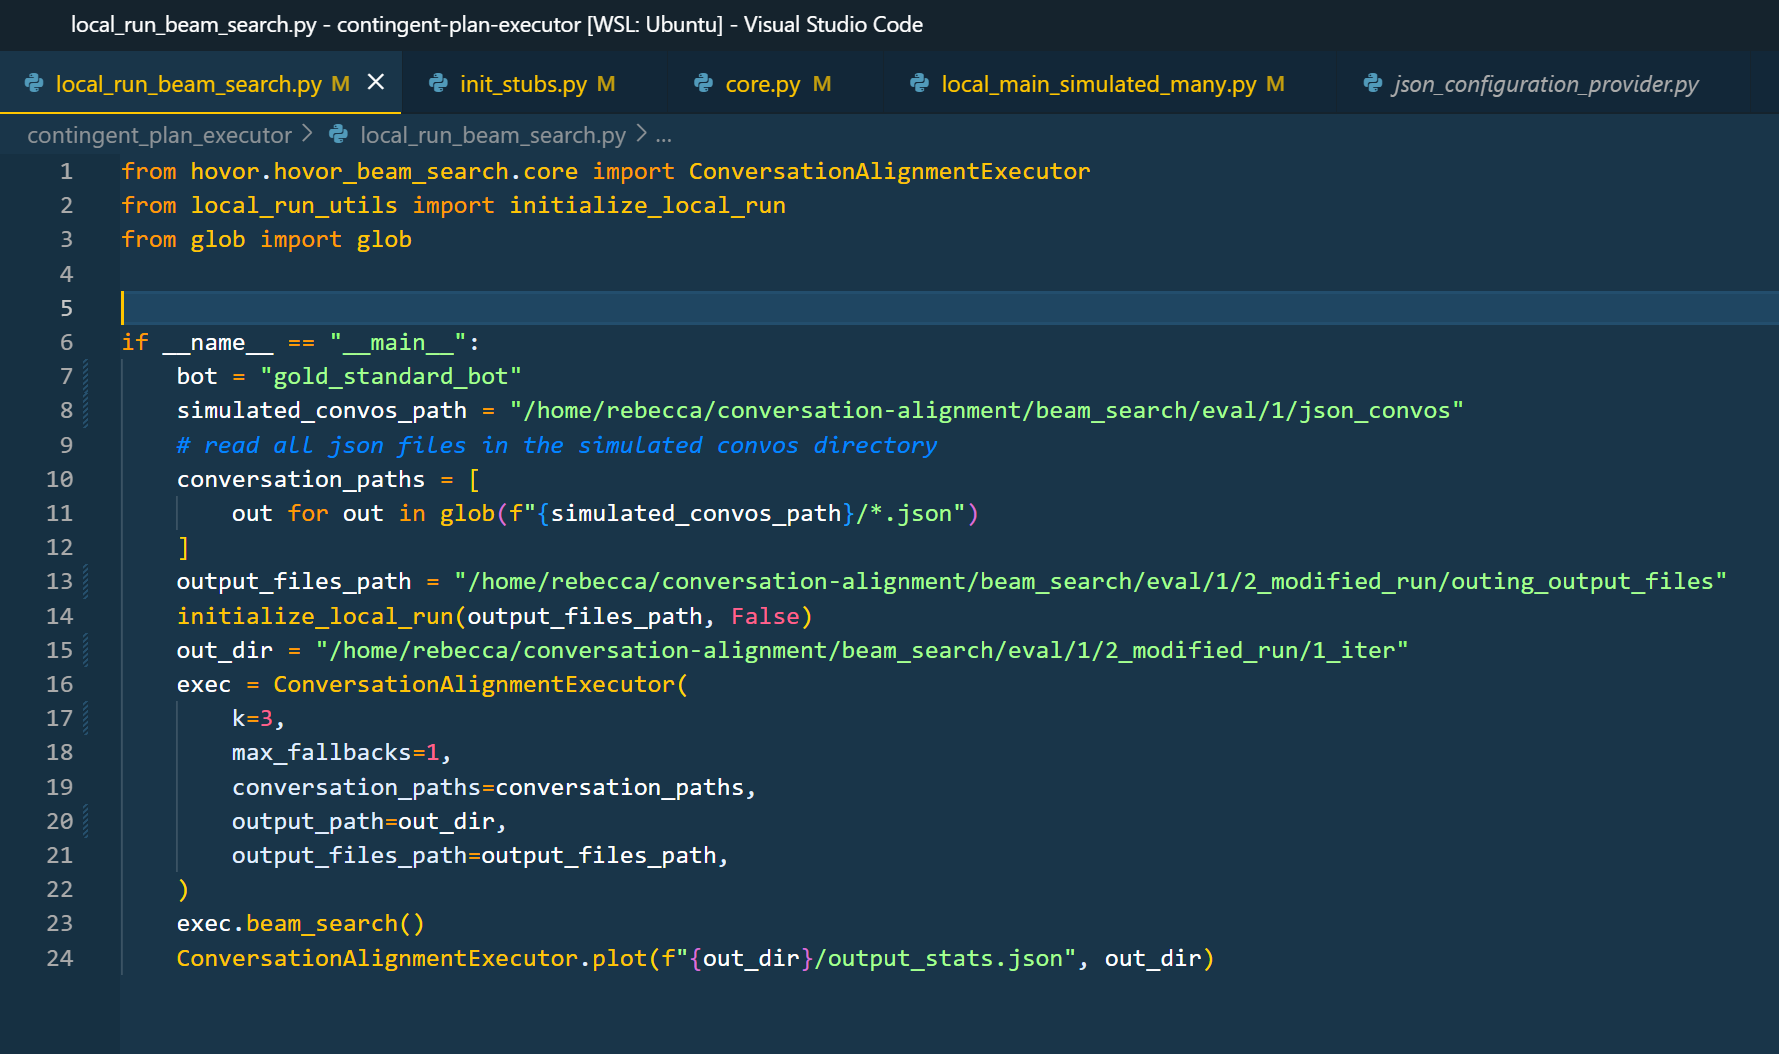 local_run_beam_search.py - contingent-plan-executor [WSL: Ubuntu] - Visual Studio Code
local_run_beam_search.py M init_stubs.py M core.py M local_main_simulated_many.py M json_configuration_provider.py
contingent_plan_executor > local_run_beam_search.py > ...
1 from hovor.hovor_beam_search.core import ConversationAlignmentExecutor
2 from local_run_utils import initialize_local_run
3 from glob import glob
4
5
6 if __name__ == "__main__":
7     bot = "gold_standard_bot"
8     simulated_convos_path = "/home/rebecca/conversation-alignment/beam_search/eval/1/json_convos"
9     # read all json files in the simulated convos directory
10     conversation_paths = [
11         out for out in glob(f"{simulated_convos_path}/*.json")
12     ]
13     output_files_path = "/home/rebecca/conversation-alignment/beam_search/eval/1/2_modified_run/outing_output_files"
14     initialize_local_run(output_files_path, False)
15     out_dir = "/home/rebecca/conversation-alignment/beam_search/eval/1/2_modified_run/1_iter"
16     exec = ConversationAlignmentExecutor(
17         k=3,
18         max_fallbacks=1,
19         conversation_paths=conversation_paths,
20         output_path=out_dir,
21         output_files_path=output_files_path,
22     )
23     exec.beam_search()
24     ConversationAlignmentExecutor.plot(f"{out_dir}/output_stats.json", out_dir)